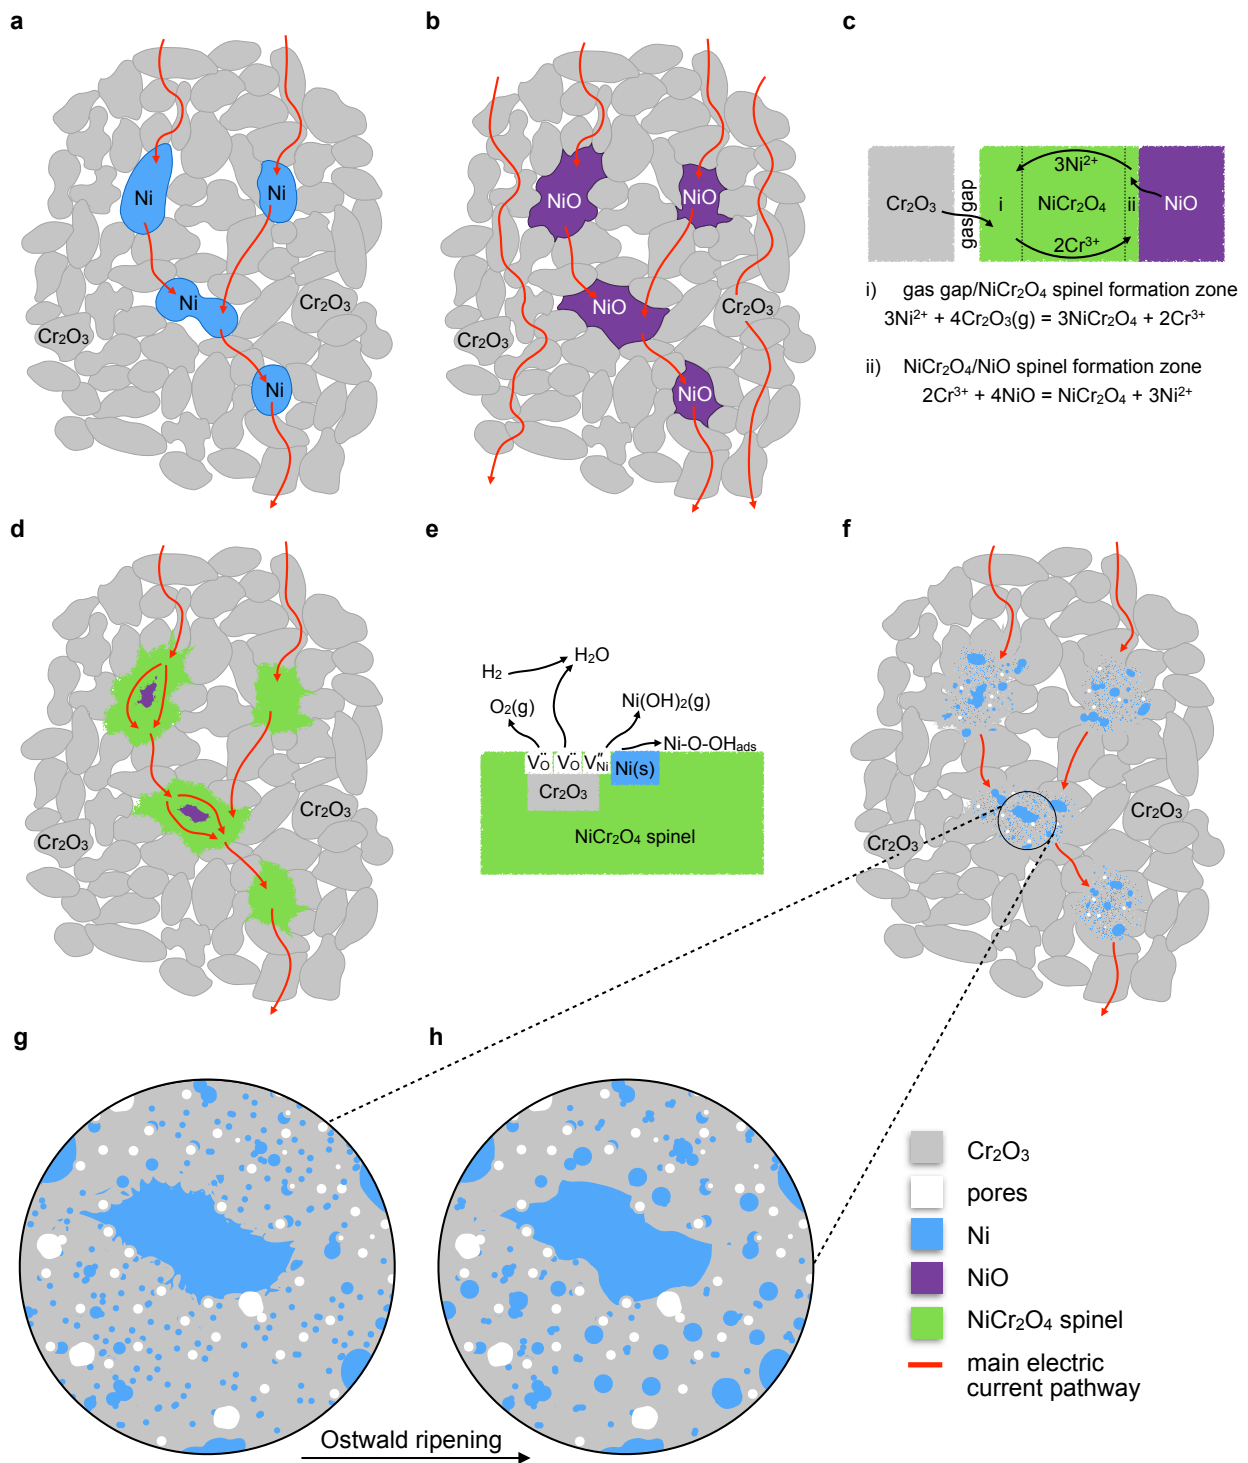 a
Ni
Ni
Ni
Cr₂O₃
Cr₂O₃
Ni
b
NiO
NiO
NiO
Cr₂O₃
Cr₂O₃
NiO
c
3Ni²⁺
Cr₂O₃
gas gap
i
NiCr₂O₄
ii
NiO
2Cr³⁺
i) gas gap/NiCr₂O₄ spinel formation zone
3Ni²⁺ + 4Cr₂O₃(g) = 3NiCr₂O₄ + 2Cr³⁺
ii) NiCr₂O₄/NiO spinel formation zone
2Cr³⁺ + 4NiO = NiCr₂O₄ + 3Ni²⁺
d
Cr₂O₃
Cr₂O₃
e
H₂
H₂O
O₂(g)
Ni(OH)₂(g)
Ni-O-OHads
V̈O V̈O V″Ni Ni(s)
Cr₂O₃
NiCr₂O₄ spinel
f
Cr₂O₃
Cr₂O₃
g
h
Ostwald ripening
Cr₂O₃
pores
Ni
NiO
NiCr₂O₄ spinel
main electric
current pathway